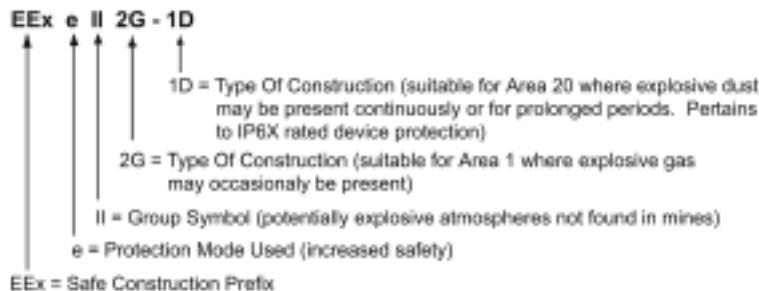 EEx e II 2G - 1D
1D = Type Of Construction (suitable for Area 20 where explosive dust
may be present continuously or for prolonged periods. Pertains
to IP6X rated device protection)
2G = Type Of Construction (suitable for Area 1 where explosive gas
may occasionaly be present)
II = Group Symbol (potentially explosive atmospheres not found in mines)
e = Protection Mode Used (increased safety)
EEx = Safe Construction Prefix